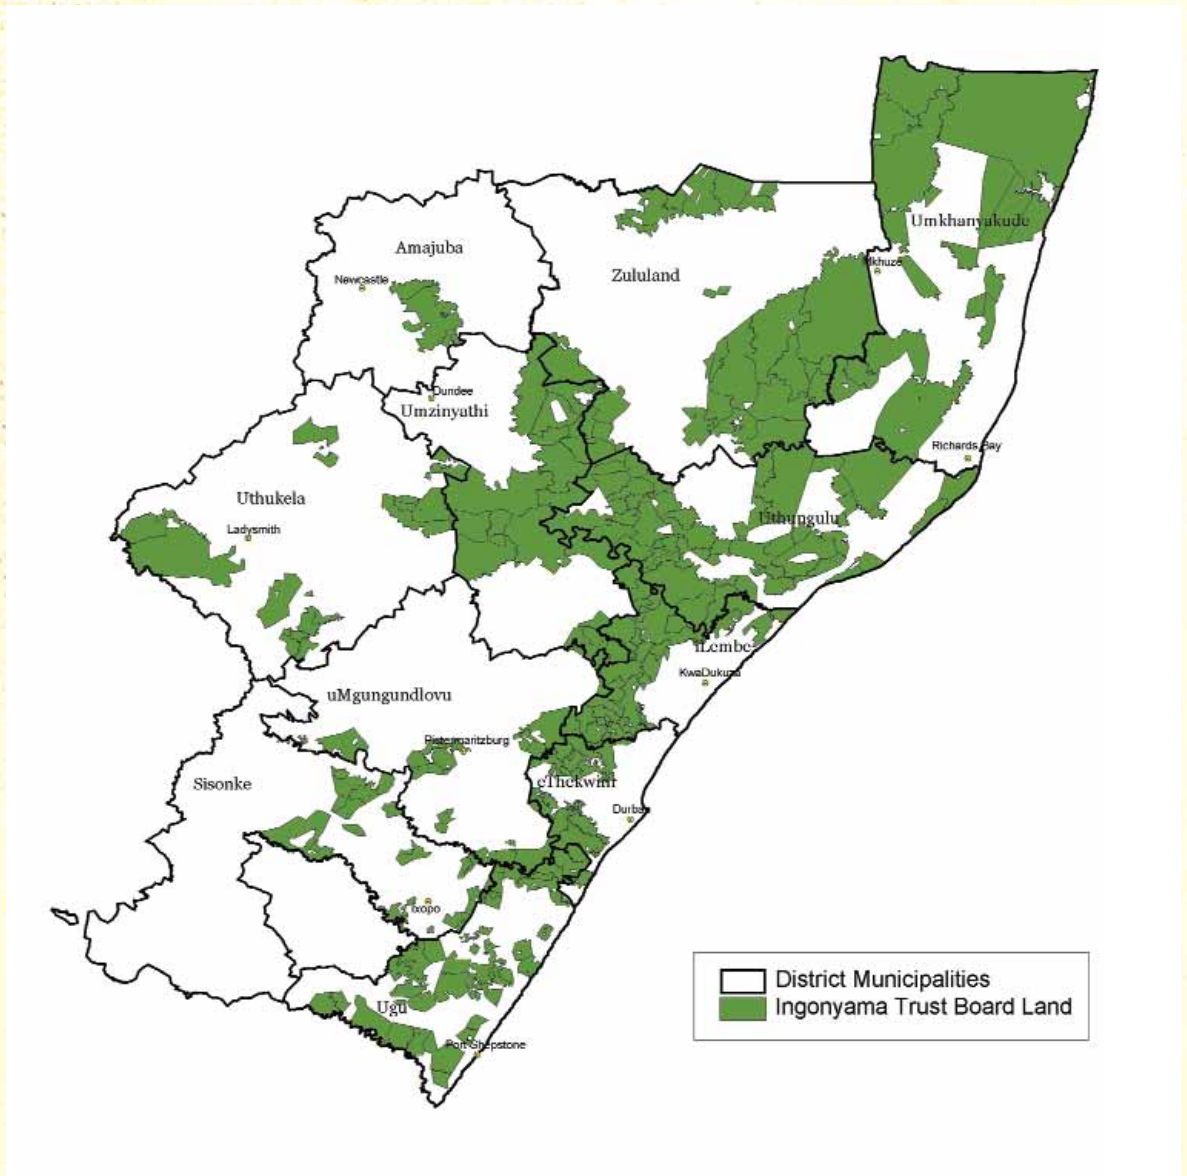 Umkhanyakude
Amajuba
Mkhuze
Zululand
Newcastle
Dundee
Umzinyathi
Richards Bay
Uthukela
Uthungulu
Ladysmith
iLembe
KwaDukuza
uMgungundlovu
Pietermaritzburg
Sisonke
eThekwini
Durban
Ixopo
District Municipalities
Ingonyama Trust Board Land
Ugu
Port Shepstone